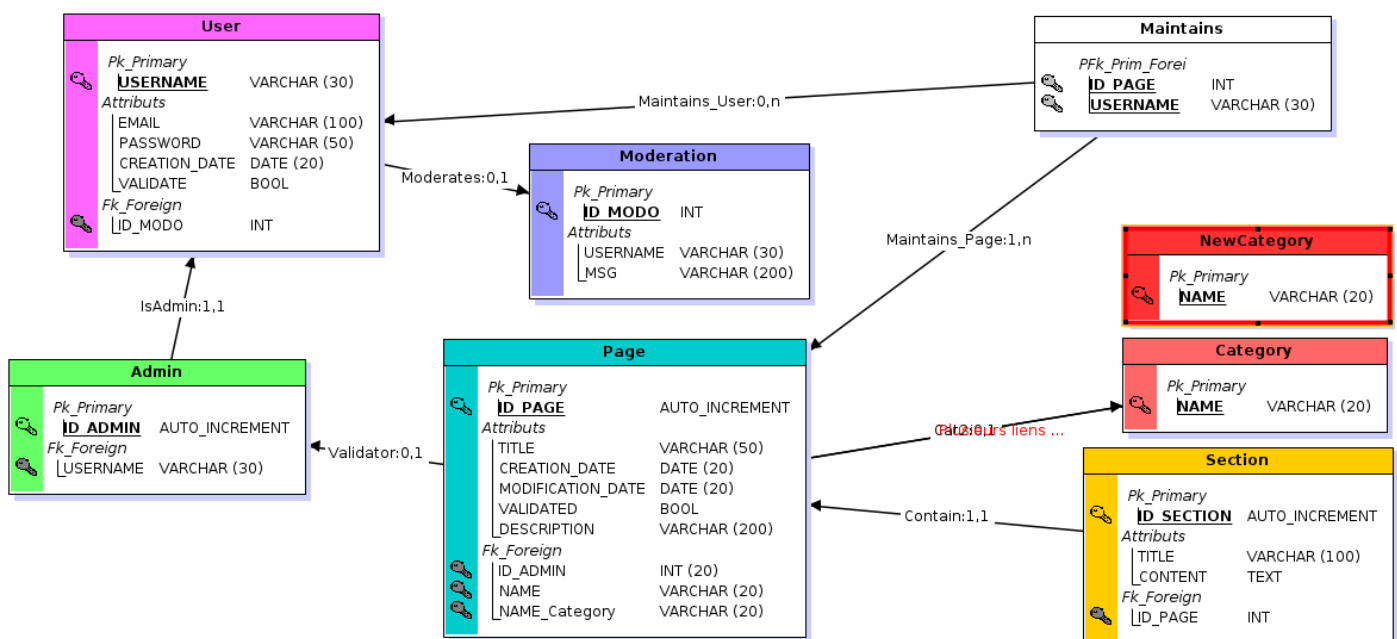 User
Pk_Primary
USERNAME VARCHAR (30)
Attributs
EMAIL VARCHAR (100)
PASSWORD VARCHAR (50)
CREATION_DATE DATE (20)
VALIDATE BOOL
Fk_Foreign
ID_MODO INT
Maintains
PFk_Prim_Forei
ID_PAGE INT
USERNAME VARCHAR (30)
Maintains_User:0,n
Moderates:0,1
Moderation
Pk_Primary
ID_MODO INT
Attributs
USERNAME VARCHAR (30)
MSG VARCHAR (200)
Maintains_Page:1,n
NewCategory
Pk_Primary
NAME VARCHAR (20)
IsAdmin:1,1
Admin
Pk_Primary
ID_ADMIN AUTO_INCREMENT
Fk_Foreign
USERNAME VARCHAR (30)
Validator:0,1
Page
Pk_Primary
ID_PAGE AUTO_INCREMENT
Attributs
TITLE VARCHAR (50)
CREATION_DATE DATE (20)
MODIFICATION_DATE DATE (20)
VALIDATED BOOL
DESCRIPTION VARCHAR (200)
Fk_Foreign
ID_ADMIN INT (20)
NAME VARCHAR (20)
NAME_Category VARCHAR (20)
Category
Pk_Primary
NAME VARCHAR (20)
Plusieurs liens ...
Contain:1,1
Section
Pk_Primary
ID_SECTION AUTO_INCREMENT
Attributs
TITLE VARCHAR (100)
CONTENT TEXT
Fk_Foreign
ID_PAGE INT